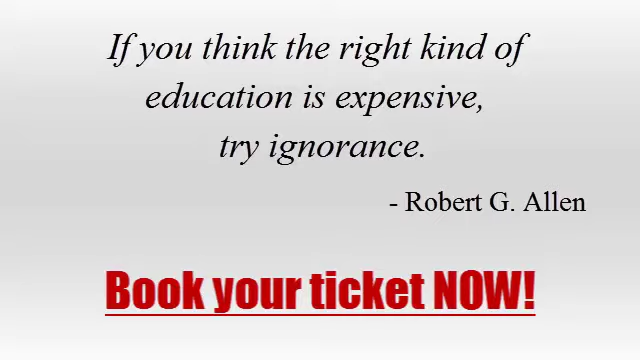 If you think the right kind of
education is expensive,
try ignorance.
- Robert G. Allen
Book your ticket NOW!